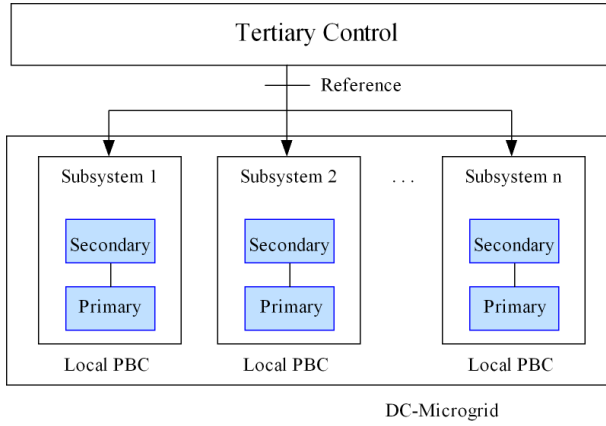 Tertiary Control
Reference
Subsystem 1
Subsystem 2
. . .
Subsystem n
Secondary
Secondary
Secondary
Primary
Primary
Primary
Local PBC
Local PBC
Local PBC
DC-Microgrid